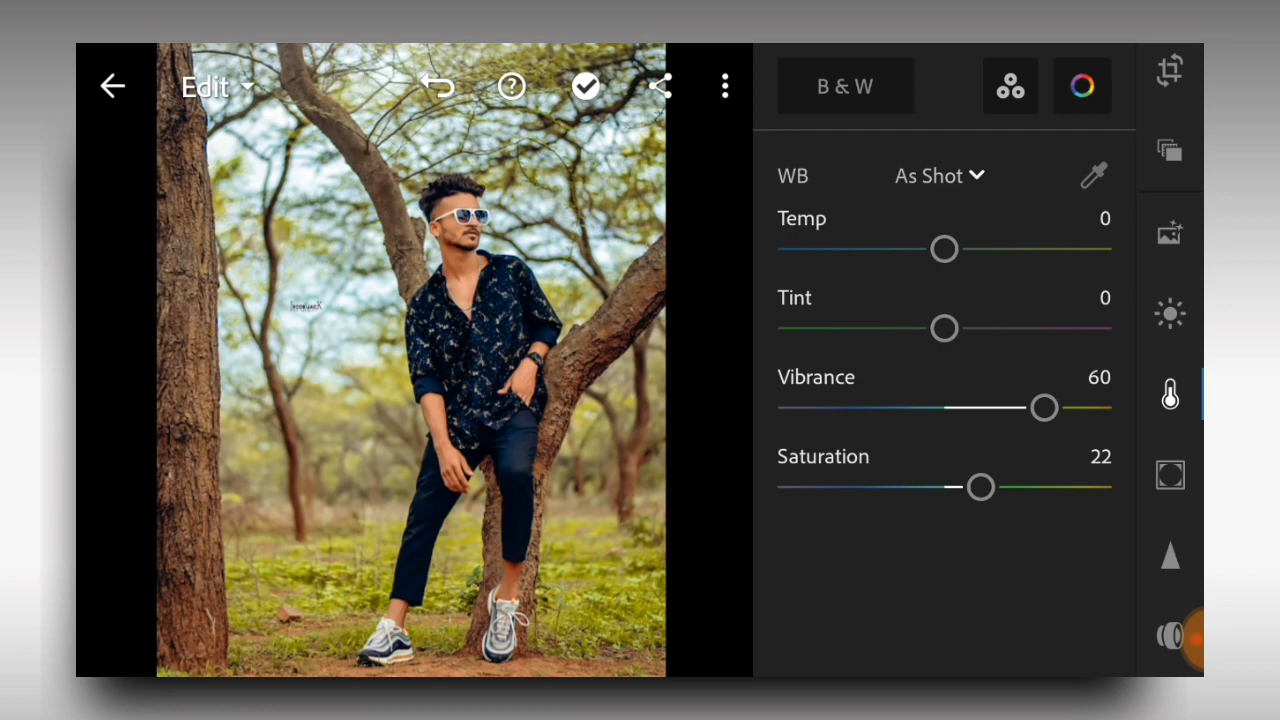 Edit
B & W
WB As Shot
Temp 0
Tint 0
Vibrance 60
Saturation 22